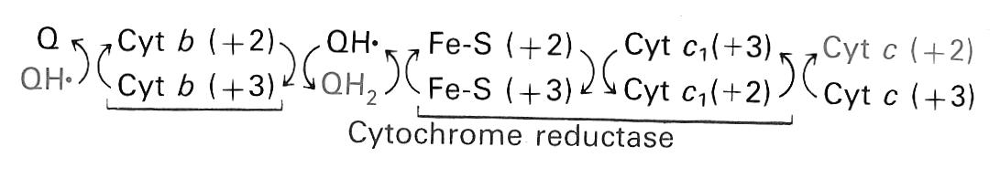 Q Cyt b (+2) QH· Fe-S (+2) Cyt c₁(+3) Cyt c (+2)
QH· Cyt b (+3) QH₂ Fe-S (+3) Cyt c₁(+2) Cyt c (+3)
Cytochrome reductase